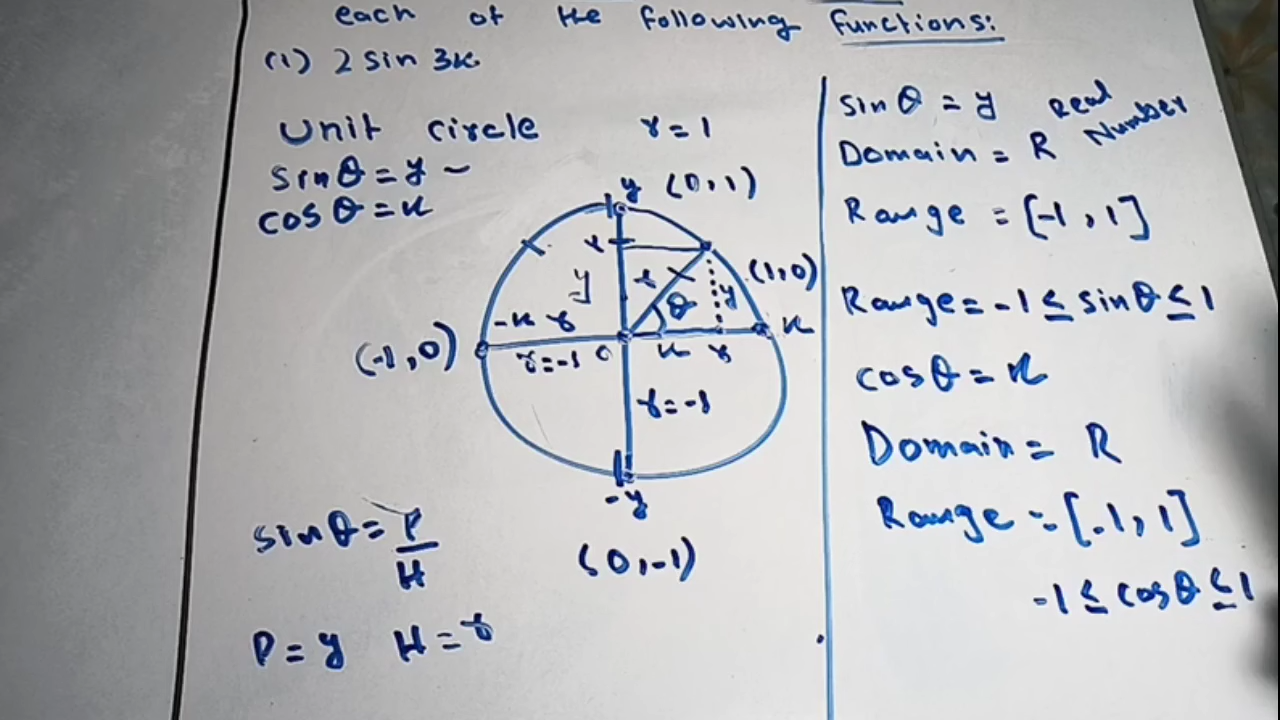 each of the following functions:
(1) 2 sin 3x
Unit circle r = 1
sinθ = y
cosθ = x
y (0,1)
r
y
r
θ
y
(1,0)
x
-x r
(-1,0)
r=-1 0 x r
r=-1
-y
(0,-1)
sinθ = P
H
P = y H = r
sinθ = y Real
Number
Domain = R
Range = [-1, 1]
Range = -1 ≤ sinθ ≤ 1
cosθ = x
Domain = R
Range = [-1, 1]
-1 ≤ cosθ ≤ 1